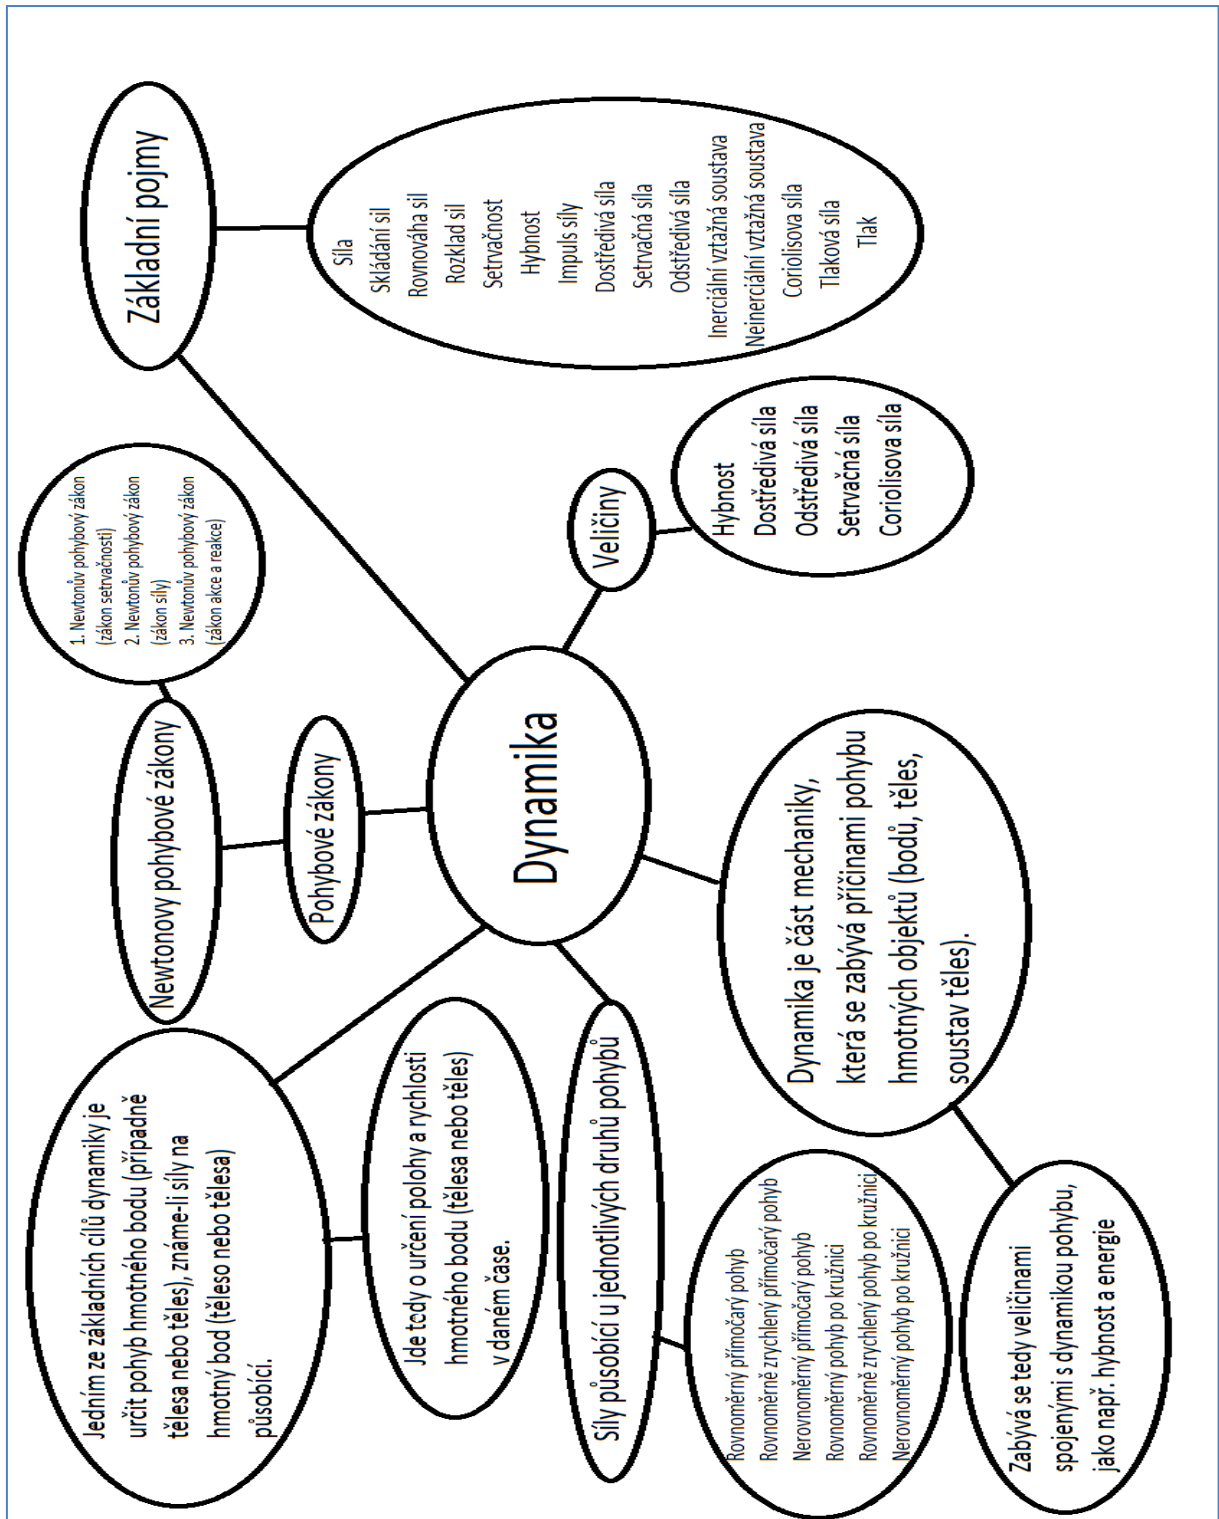 Jedním ze základních cílů dynamiky je
určit pohyb hmotného bodu (případně
tělesa nebo těles), známe-li síly na
hmotný bod (těleso nebo tělesa)
působící.
Jde tody o určení polohy a rychlosti
hmotného bodu (tělesa nebo těles)
v daném čase.
Newtonovy pohybové zákony
1. Newtonův pohybový zákon
(zákon setrvačnosti)
2. Newtonův pohybový zákon
(zákon síly)
3. Newtonův pohybový zákon
(zákon akce a reakce)
Pohybové zákony
Základní pojmy
Síla
Skládání sil
Rovnováha sil
Rozklad sil
Setrvačnost
Hybnost
Impuls síly
Dostředivá síla
Setrvačná síla
Odstředivá síla
Inerciální vztažná soustava
Neinerciální vztažná soustava
Coriolisova síla
Tlaková síla
Tlak
Dynamika
Síly působící u jednotlivých druhů pohybů
Rovnoměrný přímočarý pohyb
Rovnoměrně zrychlený přímočarý pohyb
Nerovnoměrný přímočarý pohyb
Rovnoměrný pohyb po kružnici
Rovnoměrně zrychlený pohyb po kružnici
Nerovnoměrný pohyb po kružnici
Veličiny
Hybnost
Dostředivá síla
Odstředivá síla
Setrvačná síla
Coriolisova síla
Dynamika je část mechaniky,
která se zabývá příčinami pohybu
hmotných objektů (bodů, těles,
soustav těles).
Zabývá se tedy veličinami
spojenými s dynamikou pohybu,
jako např. hybnost a energie